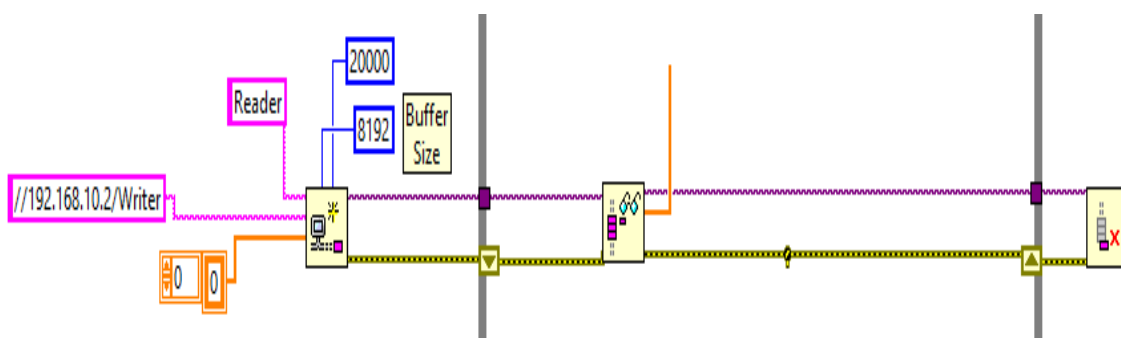 20000
Reader
8192
Buffer
Size
//192.168.10.2/Writer
0
0